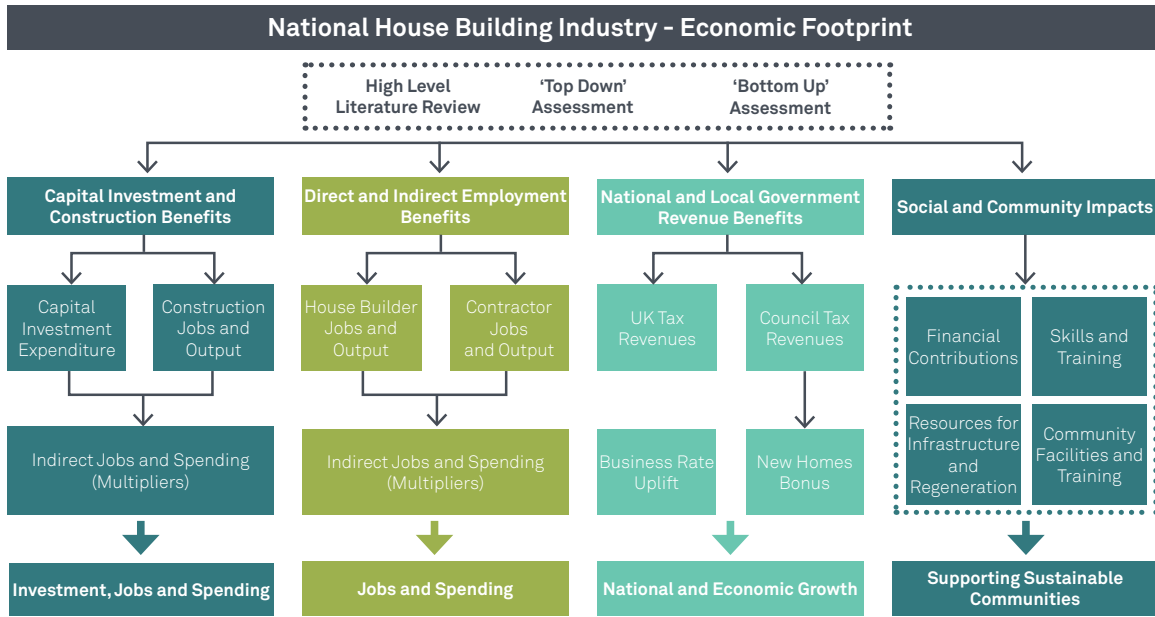 National House Building Industry - Economic Footprint
High Level
Literature Review
‘Top Down’
Assessment
‘Bottom Up’
Assessment
Capital Investment and
Construction Benefits
Direct and Indirect Employment
Benefits
National and Local Government
Revenue Benefits
Social and Community Impacts
Capital
Investment
Expenditure
Construction
Jobs and
Output
House Builder
Jobs and
Output
Contractor
Jobs
and Output
UK Tax
Revenues
Council Tax
Revenues
Financial
Contributions
Skills and
Training
Indirect Jobs and Spending
(Multipliers)
Indirect Jobs and Spending
(Multipliers)
Business Rate
Uplift
New Homes
Bonus
Resources for
Infrastructure
and
Regeneration
Community
Facilities and
Training
Investment, Jobs and Spending
Jobs and Spending
National and Economic Growth
Supporting Sustainable
Communities